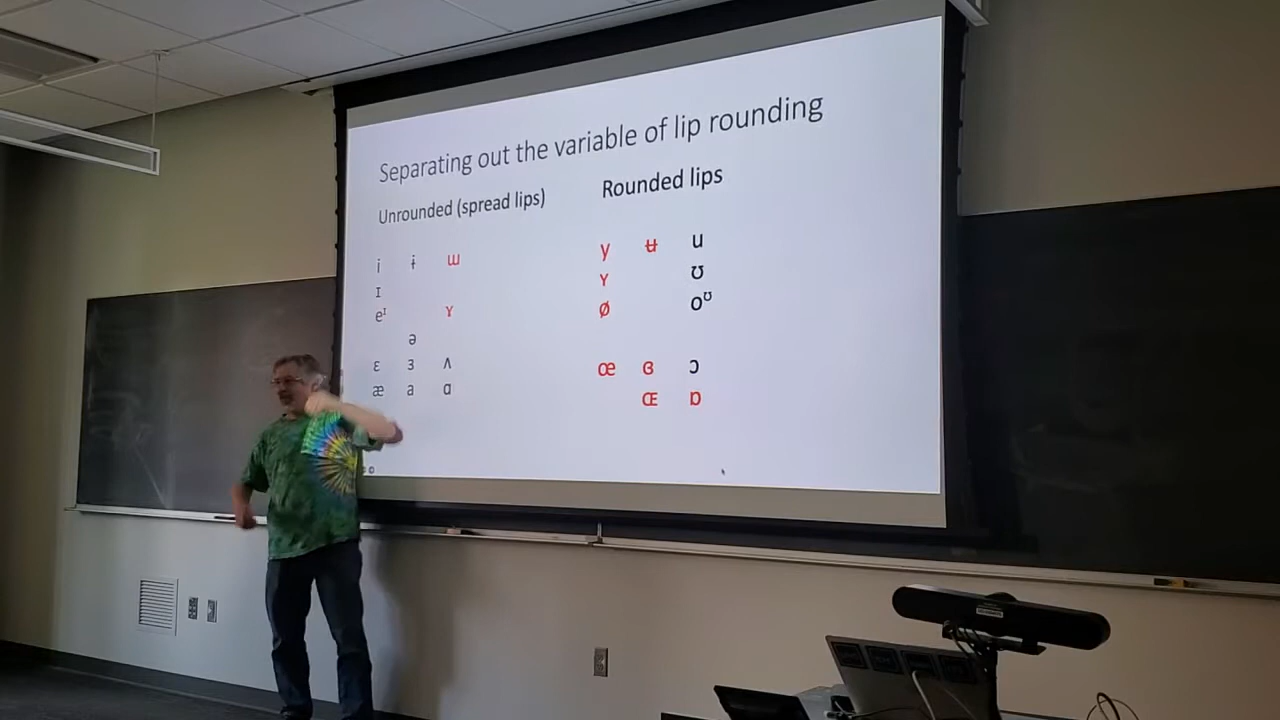 Separating out the variable of lip rounding
Unrounded (spread lips)
i ɨ ɯ
ɪ
eᶦ ʏ
ə
ɛ ɜ ʌ
æ a ɑ
Rounded lips
y ʉ u
ʏ ʊ
ø oᶷ
œ ɞ ɔ
ɶ ɒ